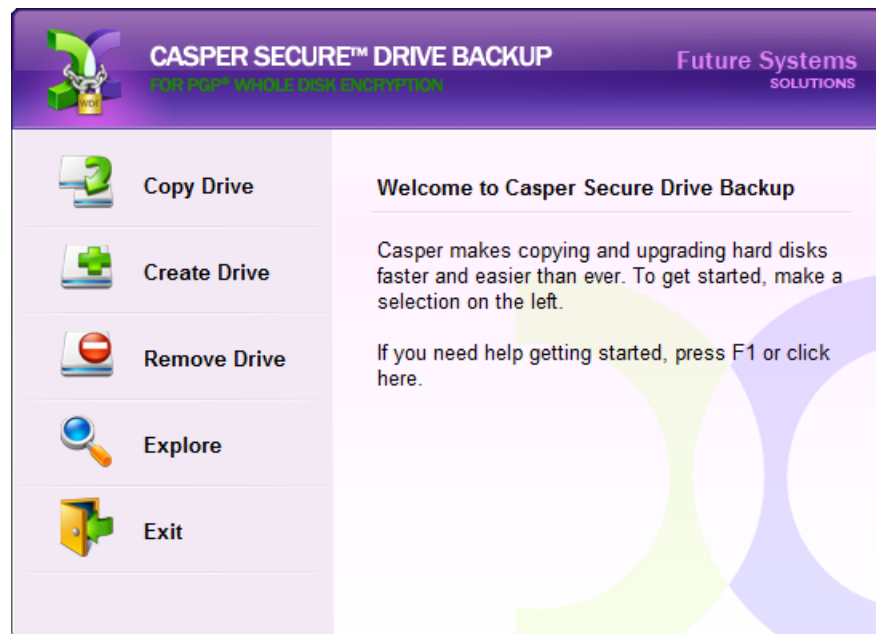 CASPER SECURE™ DRIVE BACKUP
FOR PGP® WHOLE DISK ENCRYPTION
Future Systems
SOLUTIONS
WDE
Copy Drive
Create Drive
Remove Drive
Explore
Exit
Welcome to Casper Secure Drive Backup
Casper makes copying and upgrading hard disks
faster and easier than ever. To get started, make a
selection on the left.
If you need help getting started, press F1 or click
here.